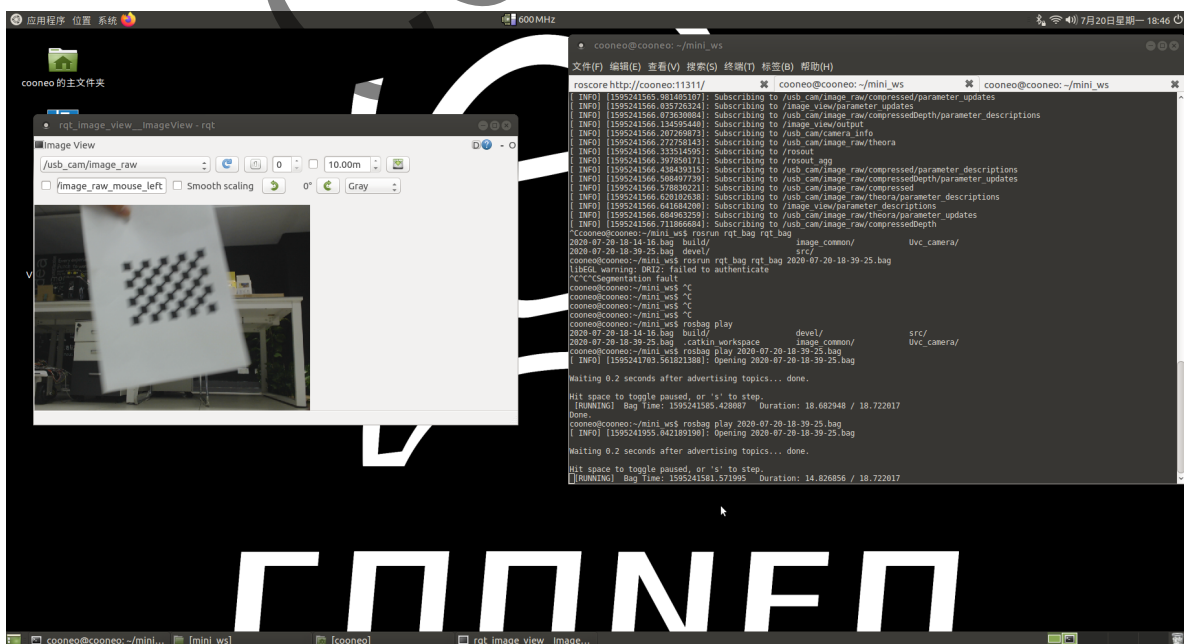 应用程序 位置 系统
600 MHz
7月20日星期一 18:46
cooneo的主文件夹
rqt_image_view__ImageView - rqt
Image View
D - O
/usb_cam/image_raw
0
10.00m
/image_raw_mouse_left
Smooth scaling
0°
Gray
cooneo@cooneo: ~/mini_ws
文件(F) 编辑(E) 查看(V) 搜索(S) 终端(T) 标签(B) 帮助(H)
roscore http://cooneo:11311/
cooneo@cooneo: ~/mini_ws
cooneo@cooneo: ~/mini_ws
[ INFO] [1595241565.981405107]: Subscribing to /usb_cam/image_raw/compressed/parameter_updates
[ INFO] [1595241566.035726324]: Subscribing to /image_view/parameter_updates
[ INFO] [1595241566.073630084]: Subscribing to /usb_cam/image_raw/compressedDepth/parameter_descriptions
[ INFO] [1595241566.134595440]: Subscribing to /image_view/output
[ INFO] [1595241566.207269873]: Subscribing to /usb_cam/camera_info
[ INFO] [1595241566.272758143]: Subscribing to /usb_cam/image_raw/theora
[ INFO] [1595241566.333514595]: Subscribing to /rosout
[ INFO] [1595241566.397850171]: Subscribing to /rosout_agg
[ INFO] [1595241566.438439315]: Subscribing to /usb_cam/image_raw/compressed/parameter_descriptions
[ INFO] [1595241566.508497739]: Subscribing to /usb_cam/image_raw/compressedDepth/parameter_updates
[ INFO] [1595241566.578830221]: Subscribing to /usb_cam/image_raw/compressed
[ INFO] [1595241566.620102638]: Subscribing to /usb_cam/image_raw/theora/parameter_descriptions
[ INFO] [1595241566.641684200]: Subscribing to /image_view/parameter_descriptions
[ INFO] [1595241566.684963259]: Subscribing to /usb_cam/image_raw/theora/parameter_updates
[ INFO] [1595241566.711866684]: Subscribing to /usb_cam/image_raw/compressedDepth
^Ccooneo@cooneo:~/mini_ws$ rosrun rqt_bag rqt_bag
2020-07-20-18-14-16.bag build/ image_common/ Uvc_camera/
2020-07-20-18-39-25.bag devel/ src/
cooneo@cooneo:~/mini_ws$ rosrun rqt_bag rqt_bag 2020-07-20-18-39-25.bag
libEGL warning: DRI2: failed to authenticate
^C^C^CSegmentation fault
cooneo@cooneo:~/mini_ws$ ^C
cooneo@cooneo:~/mini_ws$ ^C
cooneo@cooneo:~/mini_ws$ ^C
cooneo@cooneo:~/mini_ws$ ^C
cooneo@cooneo:~/mini_ws$ rosbag play
2020-07-20-18-14-16.bag build/ devel/ src/
2020-07-20-18-39-25.bag .catkin_workspace image_common/ Uvc_camera/
cooneo@cooneo:~/mini_ws$ rosbag play 2020-07-20-18-39-25.bag
[ INFO] [1595241703.561821388]: Opening 2020-07-20-18-39-25.bag
Waiting 0.2 seconds after advertising topics... done.
Hit space to toggle paused, or 's' to step.
[RUNNING] Bag Time: 1595241585.428087 Duration: 18.682948 / 18.722017
Done.
cooneo@cooneo:~/mini_ws$ rosbag play 2020-07-20-18-39-25.bag
[ INFO] [1595241955.042189190]: Opening 2020-07-20-18-39-25.bag
Waiting 0.2 seconds after advertising topics... done.
Hit space to toggle paused, or 's' to step.
[RUNNING] Bag Time: 1595241581.571995 Duration: 14.826856 / 18.722017
V
COONEO
cooneo@cooneo: ~/mini...
[mini_ws]
[cooneo]
rqt_image_view__Image...